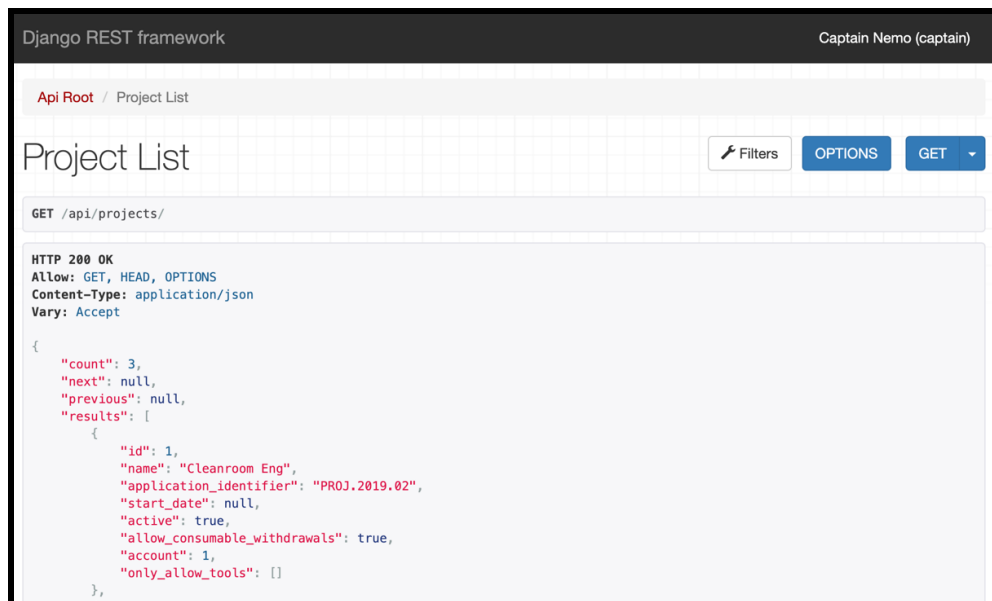 Django REST framework
Captain Nemo (captain)
Api Root / Project List
Project List
Filters
OPTIONS
GET
GET /api/projects/
HTTP 200 OK
Allow: GET, HEAD, OPTIONS
Content-Type: application/json
Vary: Accept
{
    "count": 3,
    "next": null,
    "previous": null,
    "results": [
        {
            "id": 1,
            "name": "Cleanroom Eng",
            "application_identifier": "PROJ.2019.02",
            "start_date": null,
            "active": true,
            "allow_consumable_withdrawals": true,
            "account": 1,
            "only_allow_tools": []
        },